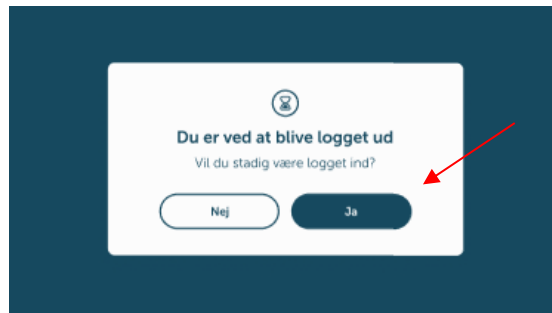 Du er ved at blive logget ud
Vil du stadig være logget ind?
Nej
Ja